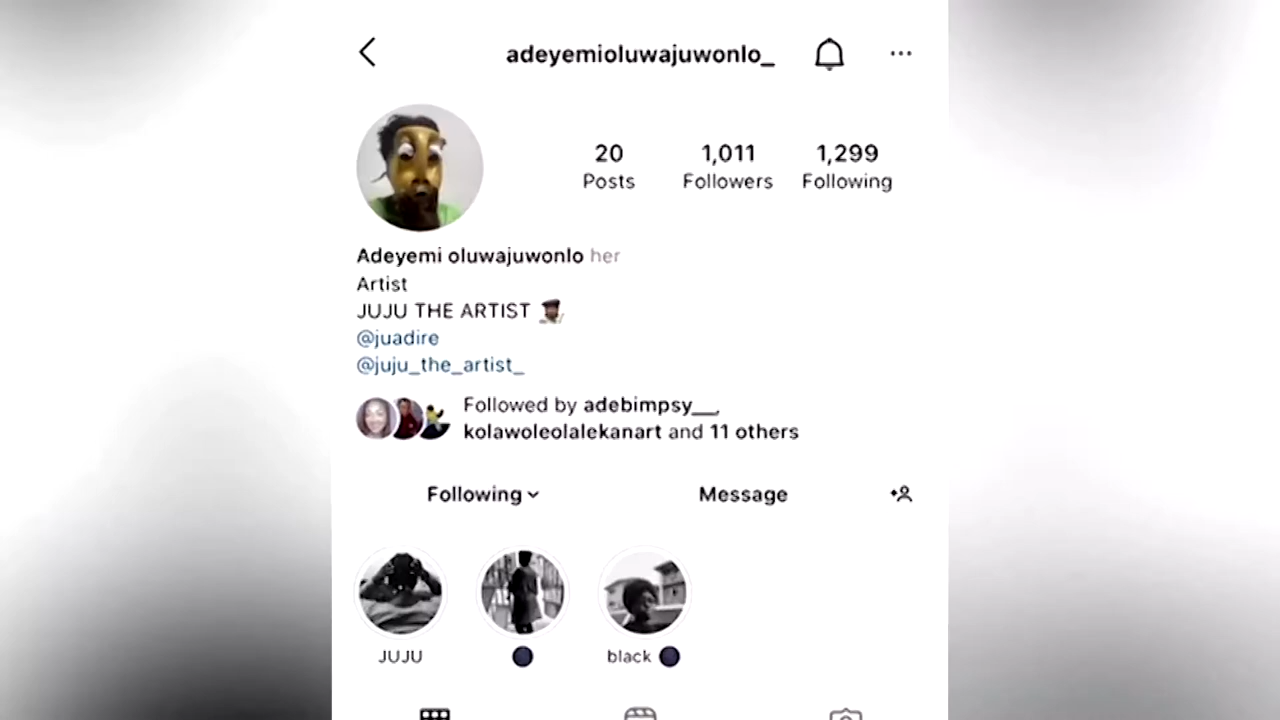 adeyemioluwajuwonlo_
20 1,011 1,299
Posts Followers Following
Adeyemi oluwajuwonlo her
Artist
JUJU THE ARTIST
@juadire
@juju_the_artist_
Followed by adebimpsy__,
kolawoleolalekanart and 11 others
Following Message
JUJU black